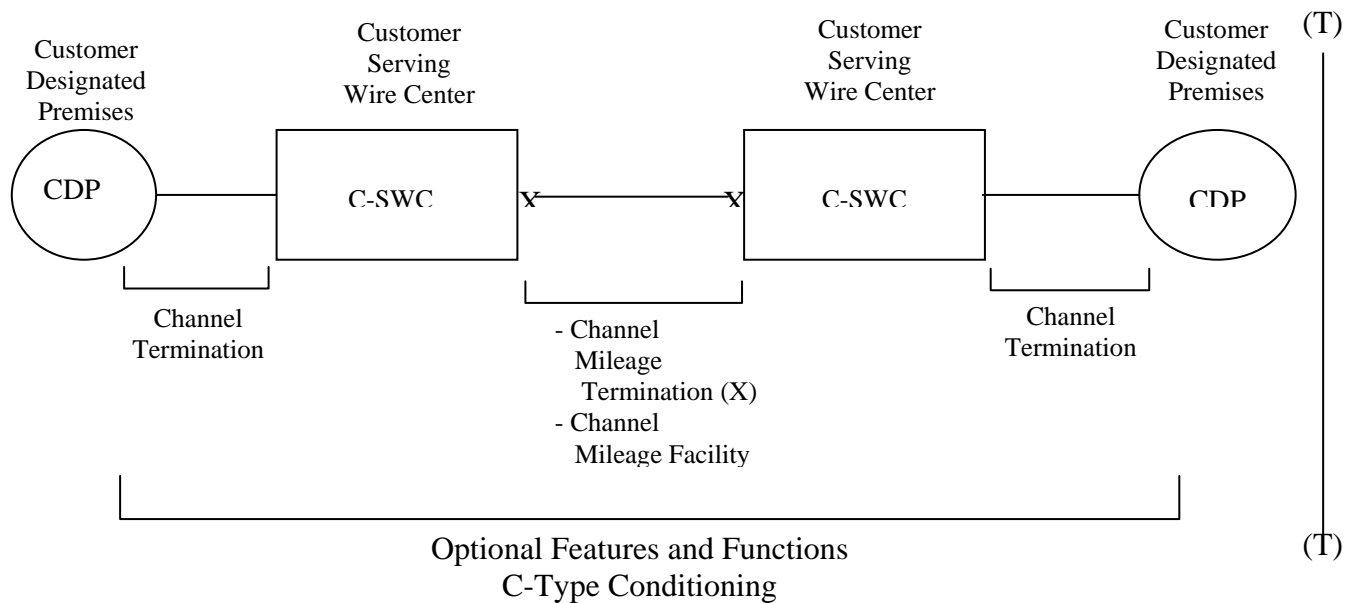 Customer
Designated
Premises
Customer
Serving
Wire Center
Customer
Serving
Wire Center
Customer
Designated
Premises
(T)
CDP
C-SWC
X
X
C-SWC
CDP
Channel
Termination
- Channel
Mileage
Termination (X)
- Channel
Mileage Facility
Channel
Termination
Optional Features and Functions
C-Type Conditioning
(T)